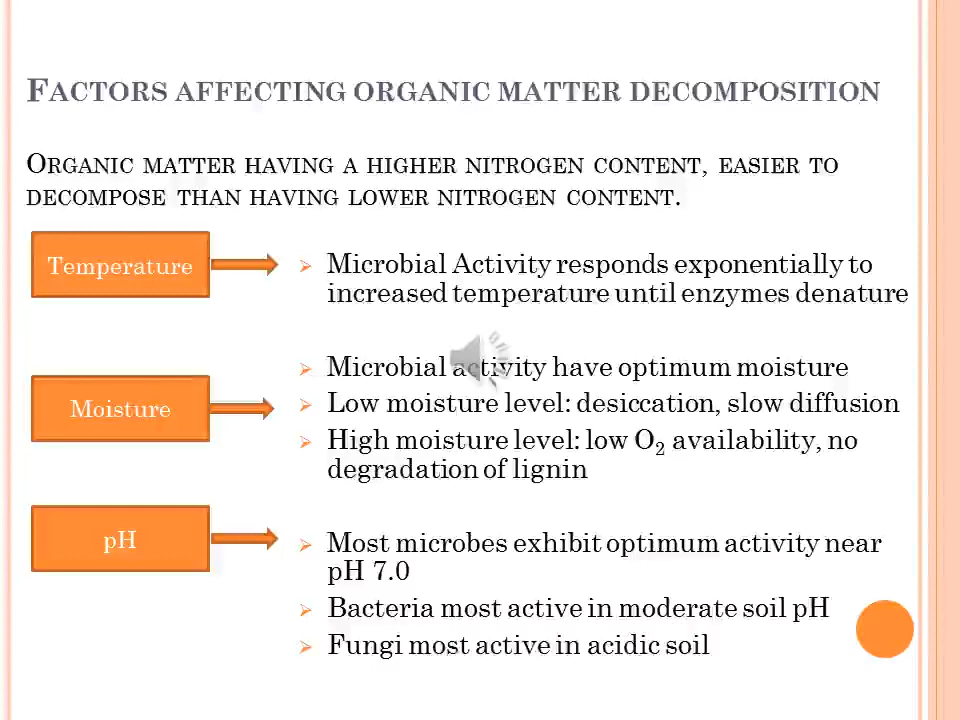 FACTORS AFFECTING ORGANIC MATTER DECOMPOSITION
ORGANIC MATTER HAVING A HIGHER NITROGEN CONTENT, EASIER TO
DECOMPOSE THAN HAVING LOWER NITROGEN CONTENT.
Temperature
➢ Microbial Activity responds exponentially to
increased temperature until enzymes denature
Moisture
➢ Microbial activity have optimum moisture
➢ Low moisture level: desiccation, slow diffusion
➢ High moisture level: low O₂ availability, no
degradation of lignin
pH
➢ Most microbes exhibit optimum activity near
pH 7.0
➢ Bacteria most active in moderate soil pH
➢ Fungi most active in acidic soil